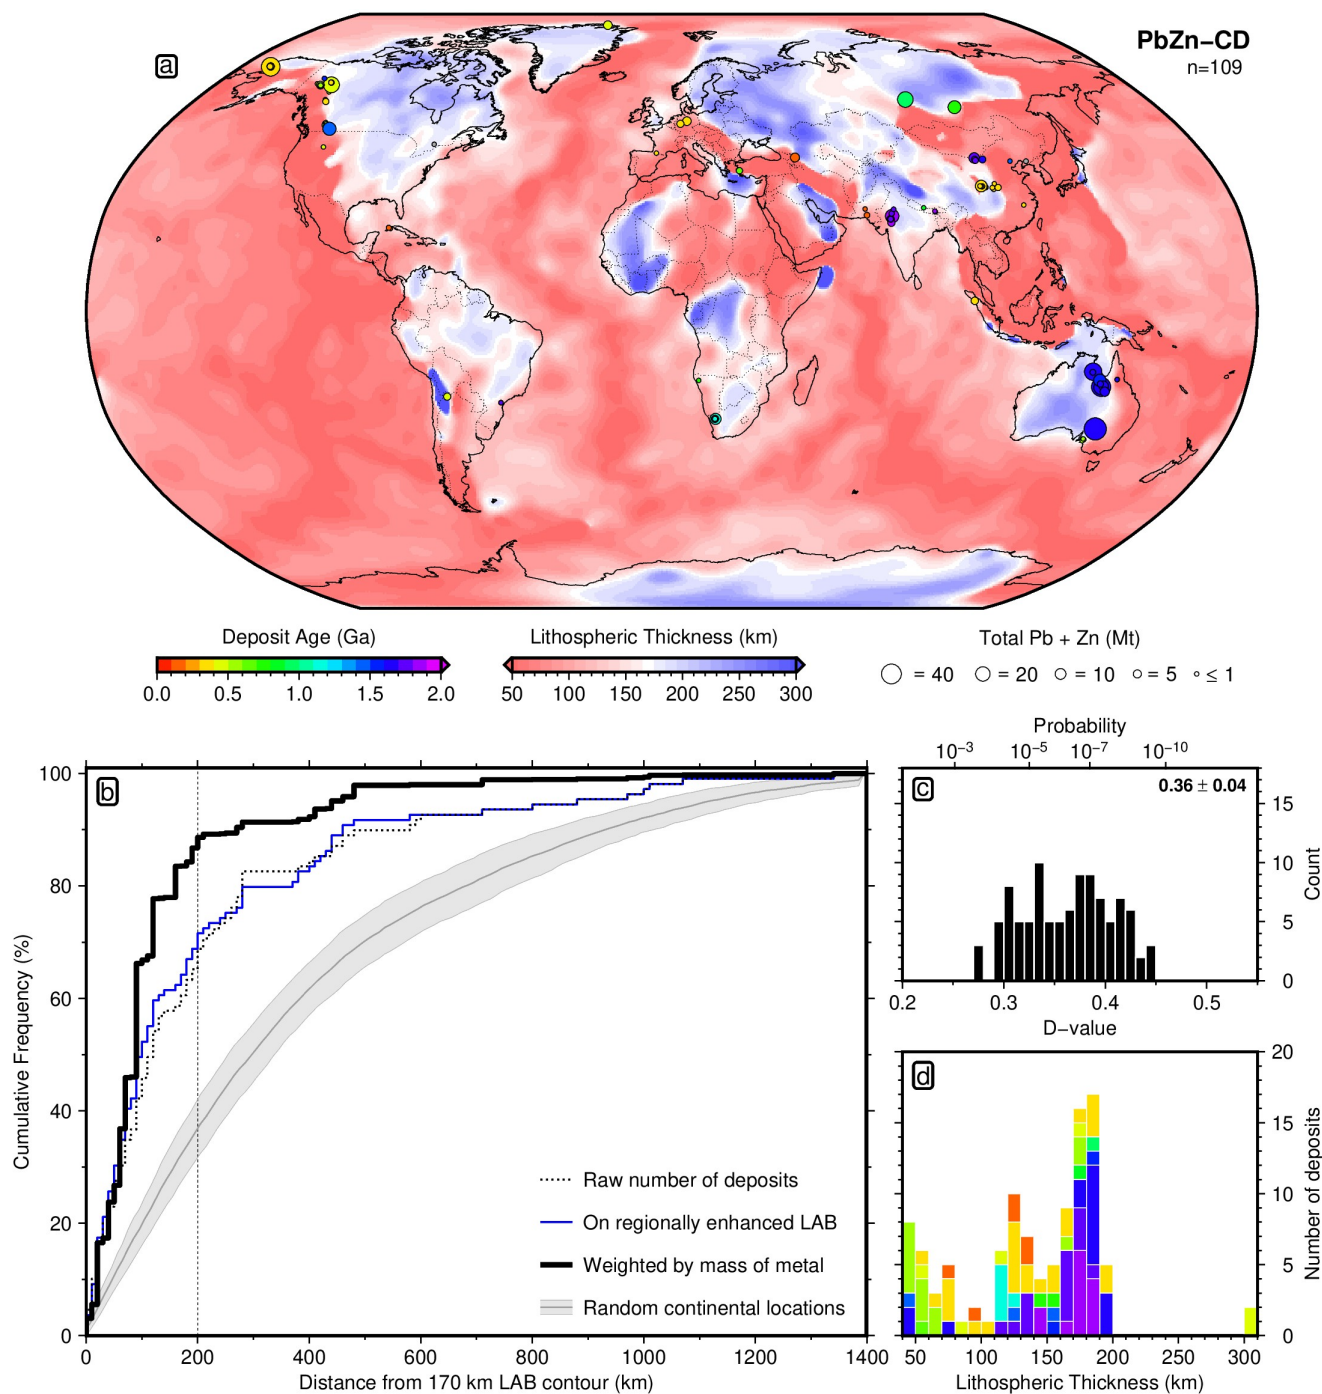 a
PbZn–CD
n=109
Deposit Age (Ga)
0.0 0.5 1.0 1.5 2.0
Lithospheric Thickness (km)
50 100 150 200 250 300
Total Pb + Zn (Mt)
= 40 = 20 = 10 = 5 ≤ 1
b
Cumulative Frequency (%)
100
80
60
40
20
0
0 200 400 600 800 1000 1200 1400
Distance from 170 km LAB contour (km)
Raw number of deposits
On regionally enhanced LAB
Weighted by mass of metal
Random continental locations
Probability
10⁻³ 10⁻⁵ 10⁻⁷ 10⁻¹⁰
c
0.36 ± 0.04
15
10
5
0
Count
0.2 0.3 0.4 0.5
D–value
d
20
15
10
5
0
Number of deposits
50 100 150 200 250 300
Lithospheric Thickness (km)